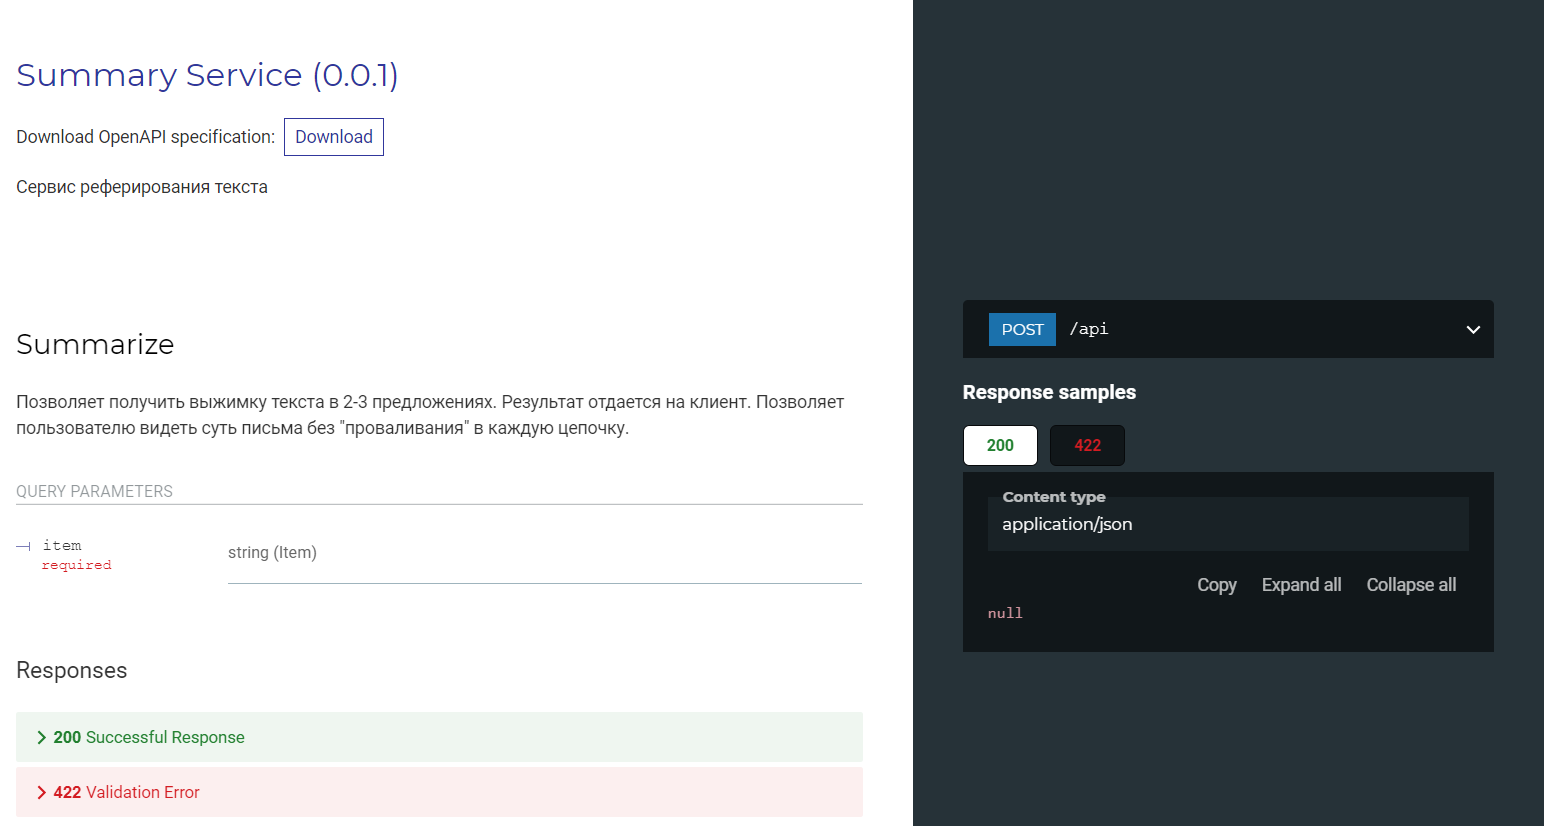 Summary Service (0.0.1)
Download OpenAPI specification: Download
Сервис реферирования текста
Summarize
Позволяет получить выжимку текста в 2-3 предложениях. Результат отдается на клиент. Позволяет
пользователю видеть суть письма без "проваливания" в каждую цепочку.
QUERY PARAMETERS
item
required
string (Item)
Responses
200 Successful Response
422 Validation Error
POST /api
Response samples
200 422
Content type
application/json
Copy Expand all Collapse all
null